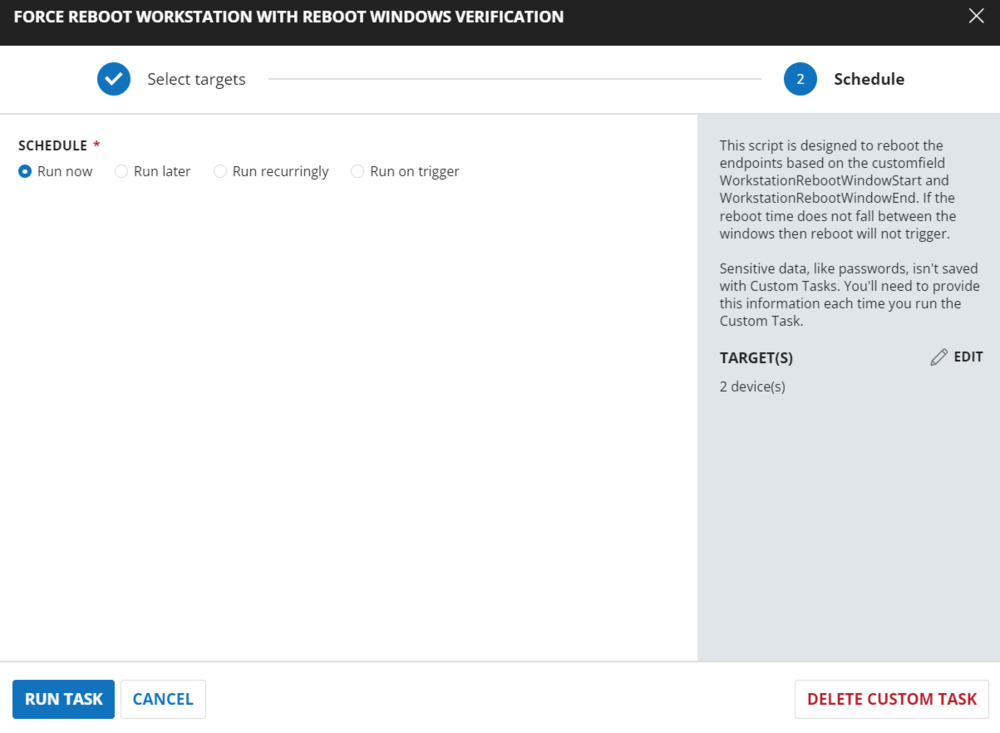 FORCE REBOOT WORKSTATION WITH REBOOT WINDOWS VERIFICATION
Select targets
2 Schedule
SCHEDULE *
Run now Run later Run recurringly Run on trigger
This script is designed to reboot the
endpoints based on the customfield
WorkstationRebootWindowStart and
WorkstationRebootWindowEnd. If the
reboot time does not fall between the
windows then reboot will not trigger.
Sensitive data, like passwords, isn't saved
with Custom Tasks. You'll need to provide
this information each time you run the
Custom Task.
TARGET(S) EDIT
2 device(s)
RUN TASK CANCEL DELETE CUSTOM TASK